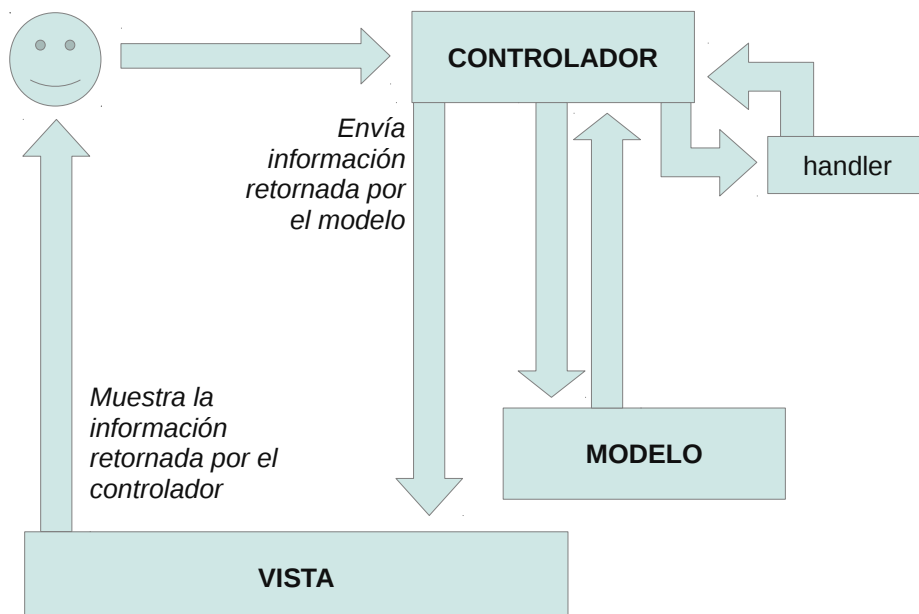 CONTROLADOR
Envía
información
retornada por
el modelo
handler
Muestra la
información
retornada por el
controlador
MODELO
VISTA